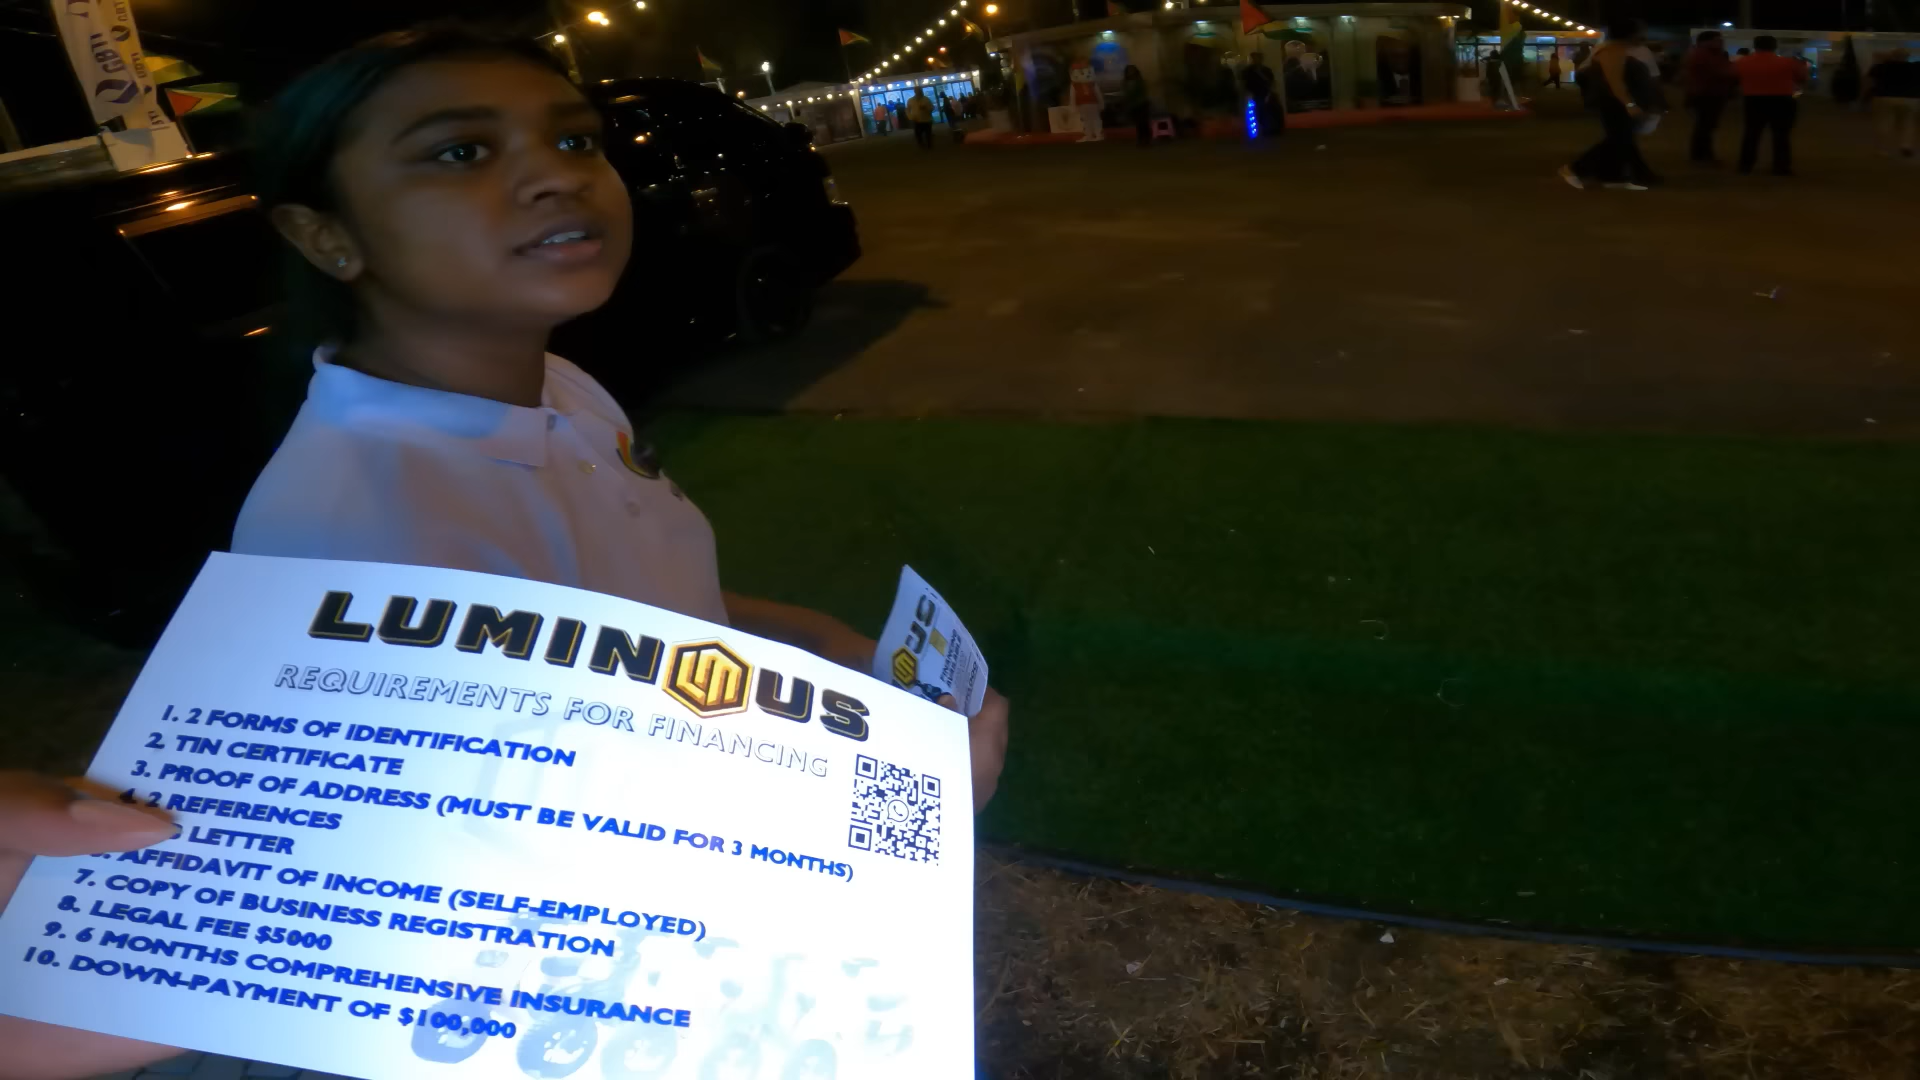 LUMINOUS
REQUIREMENTS FOR FINANCING
1. 2 FORMS OF IDENTIFICATION
2. TIN CERTIFICATE
3. PROOF OF ADDRESS (MUST BE VALID FOR 3 MONTHS)
4. 2 REFERENCES
LETTER
AFFIDAVIT OF INCOME (SELF-EMPLOYED)
7. COPY OF BUSINESS REGISTRATION
8. LEGAL FEE $5000
9. 6 MONTHS COMPREHENSIVE INSURANCE
10. DOWN-PAYMENT OF $100,000
GBTI